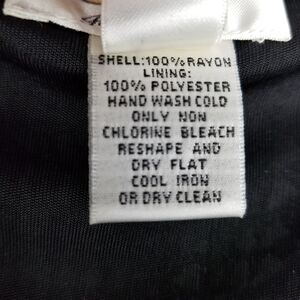 SHELL:100% RAYON
LINING:
100% POLYESTER
HAND WASH COLD
ONLY NON
CHLORINE BLEACH
RESHAPE AND
DRY FLAT
COOL IRON
OR DRY CLEAN